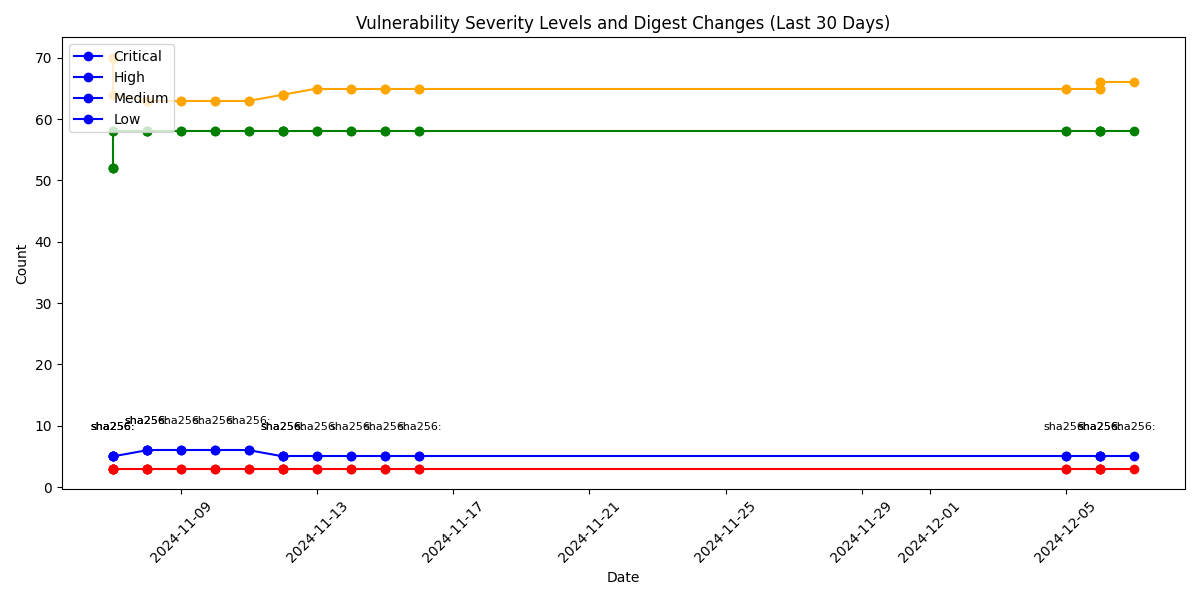 Vulnerability Severity Levels and Digest Changes (Last 30 Days)
Critical
High
Medium
Low
70
60
50
40
30
20
10
0
Count
sha256: sha256: sha256: sha256: sha256: sha256: sha256: sha256: sha256: sha256: sha256: sha256: sha256:
2024-11-09
2024-11-13
2024-11-17
2024-11-21
2024-11-25
2024-11-29
2024-12-01
2024-12-05
Date